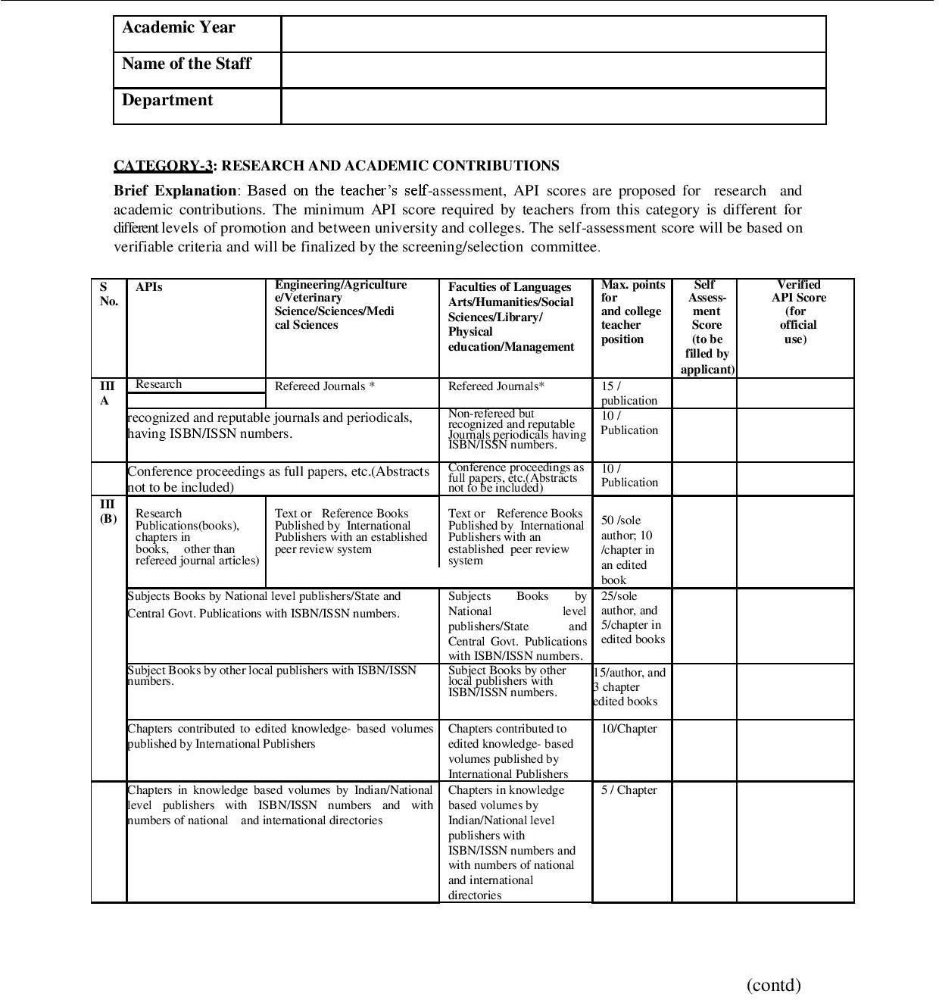 Academic Year
Name of the Staff
Department
CATEGORY-3: RESEARCH AND ACADEMIC CONTRIBUTIONS
Brief Explanation: Based on the teacher's self-assessment, API scores are proposed for research and
academic contributions. The minimum API score required by teachers from this category is different for
different levels of promotion and between university and colleges. The self-assessment score will be based on
verifiable criteria and will be finalized by the screening/selection committee.
S
No.
APIs
Engineering/Agriculture
e/Veterinary
Science/Sciences/Medi
cal Sciences
Faculties of Languages
Arts/Humanities/Social
Sciences/Library/
Physical
education/Management
Max. points
for
and college
teacher
position
Self
Assess-
ment
Score
(to be
filled by
applicant)
Verified
API Score
(for
official
use)
III
A
Research
Refereed Journals *
Refereed Journals*
15 /
publication
recognized and reputable journals and periodicals,
having ISBN/ISSN numbers.
Non-refereed but
recognized and reputable
Journals periodicals having
ISBN/ISSN numbers.
10 /
Publication
Conference proceedings as full papers, etc.(Abstracts
not to be included)
Conference proceedings as
full papers, etc.(Abstracts
not to be included)
10 /
Publication
III
(B)
Research
Publications(books),
chapters in
books, other than
refereed journal articles)
Text or Reference Books
Published by International
Publishers with an established
peer review system
Text or Reference Books
Published by International
Publishers with an
established peer review
system
50 /sole
author; 10
/chapter in
an edited
book
Subjects Books by National level publishers/State and
Central Govt. Publications with ISBN/ISSN numbers.
Subjects Books by
National level
publishers/State and
Central Govt. Publications
with ISBN/ISSN numbers.
25/sole
author, and
5/chapter in
edited books
Subject Books by other local publishers with ISBN/ISSN
numbers.
Subject Books by other
local publishers with
ISBN/ISSN numbers.
15/author, and
3 chapter
edited books
Chapters contributed to edited knowledge- based volumes
published by International Publishers
Chapters contributed to
edited knowledge- based
volumes published by
International Publishers
10/Chapter
Chapters in knowledge based volumes by Indian/National
level publishers with ISBN/ISSN numbers and with
numbers of national and international directories
Chapters in knowledge
based volumes by
Indian/National level
publishers with
ISBN/ISSN numbers and
with numbers of national
and international
directories
5 / Chapter
(contd)